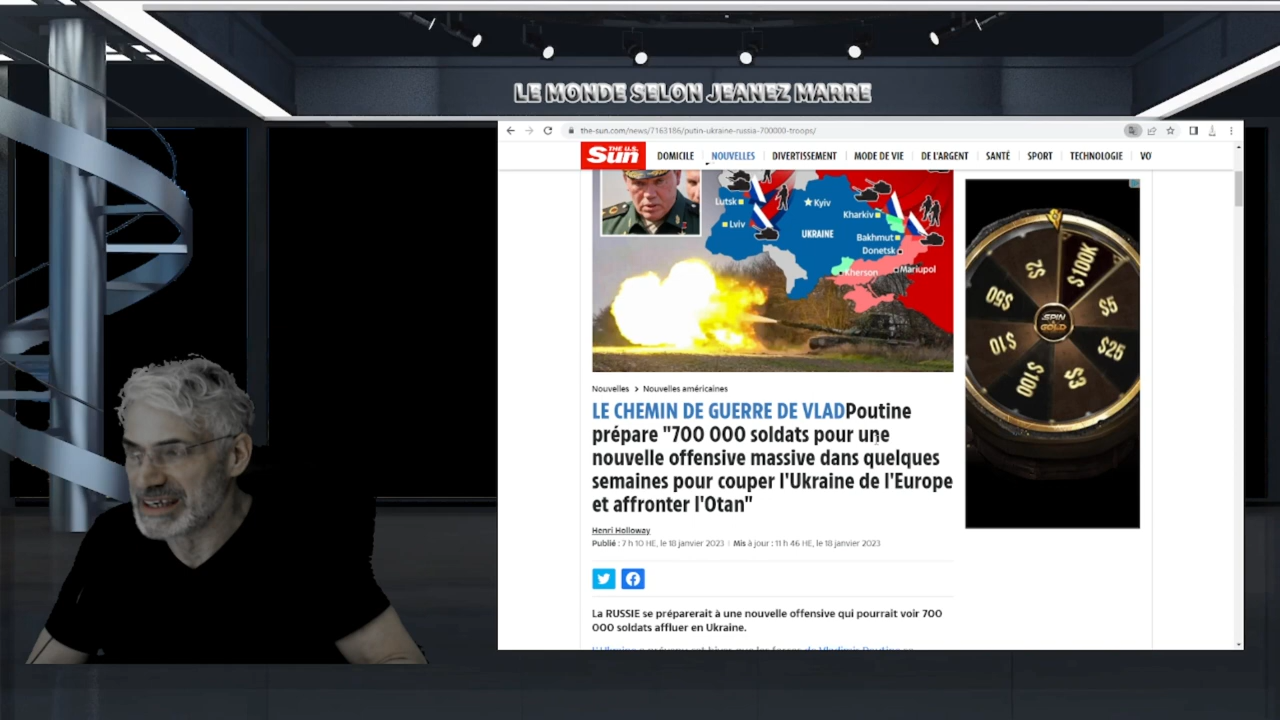 LE MONDE SELON JEANEZ MARRE
the-sun.com/news/7163186/putin-ukraine-russia-700000-troops/
THE U.S. Sun
DOMICILE
NOUVELLES
DIVERTISSEMENT
MODE DE VIE
DE L'ARGENT
SANTÉ
SPORT
TECHNOLOGIE
VO
Lutsk
Kyiv
Lviv
Kharkiv
UKRAINE
Bakhmut
Donetsk
Kherson
Mariupol
$100K
$5
$25
$3
$100
$10
$50
$2
SPIN
GOLD
Nouvelles > Nouvelles américaines
LE CHEMIN DE GUERRE DE VLADPoutine
prépare "700 000 soldats pour une
nouvelle offensive massive dans quelques
semaines pour couper l'Ukraine de l'Europe
et affronter l'Otan"
Henri Holloway
Publié : 7 h 10 HE, le 18 janvier 2023 | Mis à jour : 11 h 46 HE, le 18 janvier 2023
La RUSSIE se préparerait à une nouvelle offensive qui pourrait voir 700
000 soldats affluer en Ukraine.